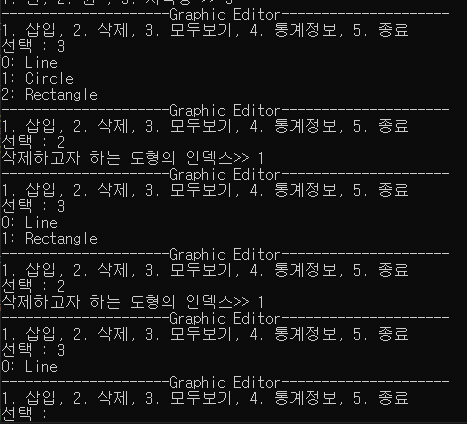 ---------------------Graphic Editor---------------------
1. 삽입, 2. 삭제, 3. 모두보기, 4. 통계정보, 5. 종료
선택 : 3
0: Line
1: Circle
2: Rectangle
---------------------Graphic Editor---------------------
1. 삽입, 2. 삭제, 3. 모두보기, 4. 통계정보, 5. 종료
선택 : 2
삭제하고자 하는 도형의 인덱스>> 1
---------------------Graphic Editor---------------------
1. 삽입, 2. 삭제, 3. 모두보기, 4. 통계정보, 5. 종료
선택 : 3
0: Line
1: Rectangle
---------------------Graphic Editor---------------------
1. 삽입, 2. 삭제, 3. 모두보기, 4. 통계정보, 5. 종료
선택 : 2
삭제하고자 하는 도형의 인덱스>> 1
---------------------Graphic Editor---------------------
1. 삽입, 2. 삭제, 3. 모두보기, 4. 통계정보, 5. 종료
선택 : 3
0: Line
---------------------Graphic Editor---------------------
1. 삽입, 2. 삭제, 3. 모두보기, 4. 통계정보, 5. 종료
선택 :